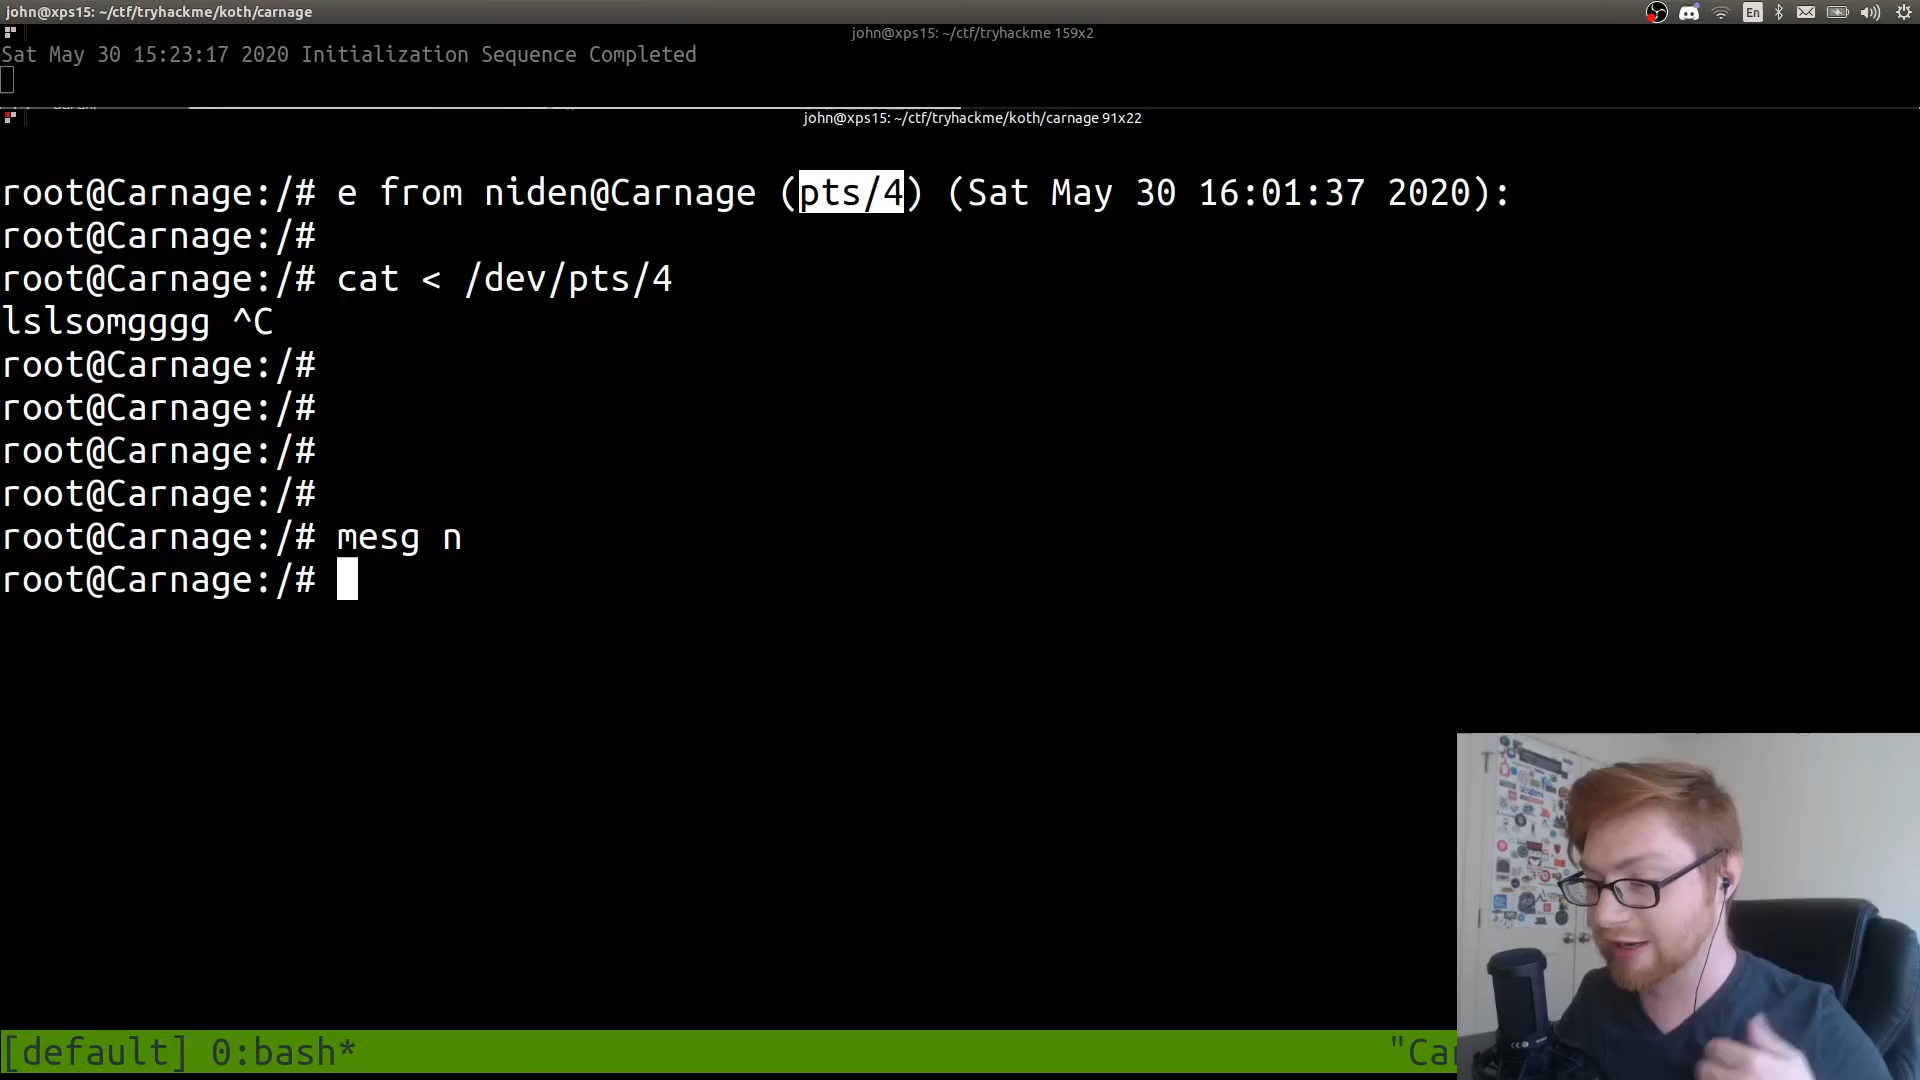 john@xps15: ~/ctf/tryhackme/koth/carnage
En
john@xps15: ~/ctf/tryhackme 159x2
Sat May 30 15:23:17 2020 Initialization Sequence Completed
john@xps15: ~/ctf/tryhackme/koth/carnage 91x22
root@Carnage:/# e from niden@Carnage (pts/4) (Sat May 30 16:01:37 2020):
root@Carnage:/#
root@Carnage:/# cat < /dev/pts/4
lslsomgggg ^C
root@Carnage:/#
root@Carnage:/#
root@Carnage:/#
root@Carnage:/#
root@Carnage:/# mesg n
root@Carnage:/#
[default] 0:bash* "Car